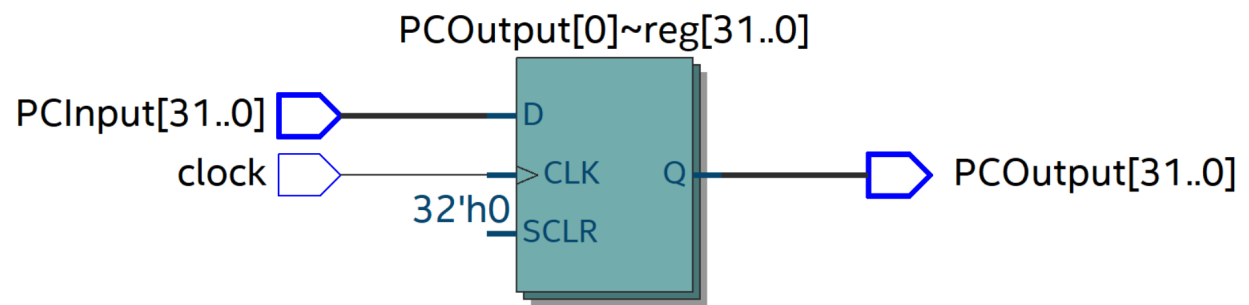 PCOutput[0]~reg[31..0]
PCInput[31..0]
D
clock
CLK
Q
PCOutput[31..0]
32'h0
SCLR